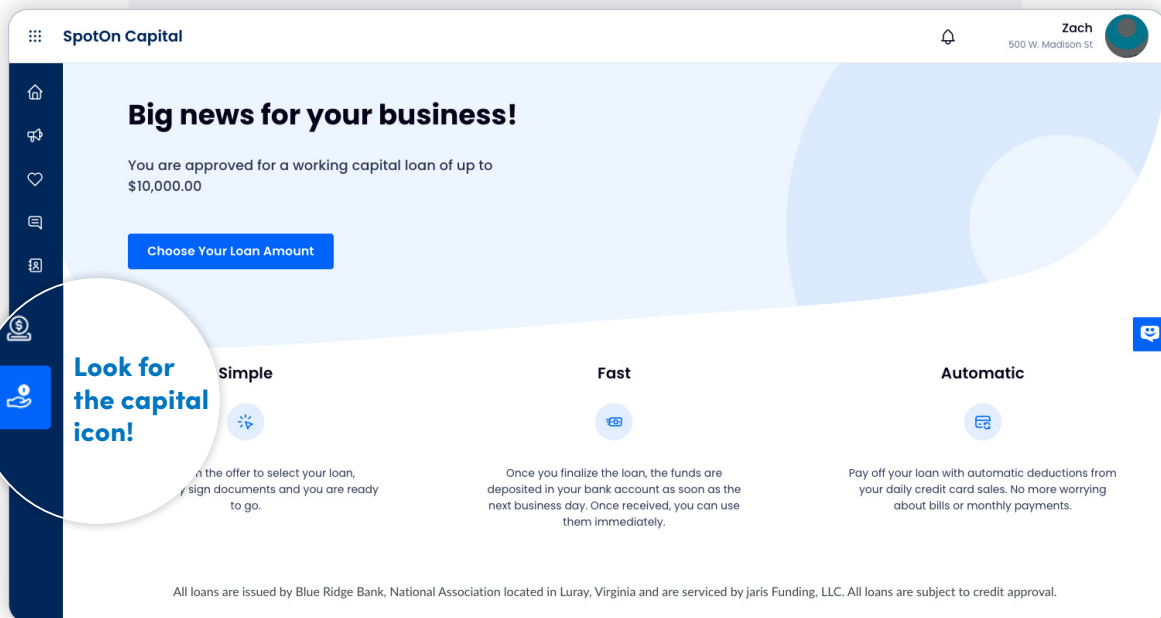 SpotOn Capital
Zach
500 W. Madison St
Big news for your business!
You are approved for a working capital loan of up to
$10,000.00
Choose Your Loan Amount
Look for
the capital
icon!
Simple
the offer to select your loan,
sign documents and you are ready
to go.
Fast
Once you finalize the loan, the funds are
deposited in your bank account as soon as the
next business day. Once received, you can use
them immediately.
Automatic
Pay off your loan with automatic deductions from
your daily credit card sales. No more worrying
about bills or monthly payments.
All loans are issued by Blue Ridge Bank, National Association located in Luray, Virginia and are serviced by jaris Funding, LLC. All loans are subject to credit approval.